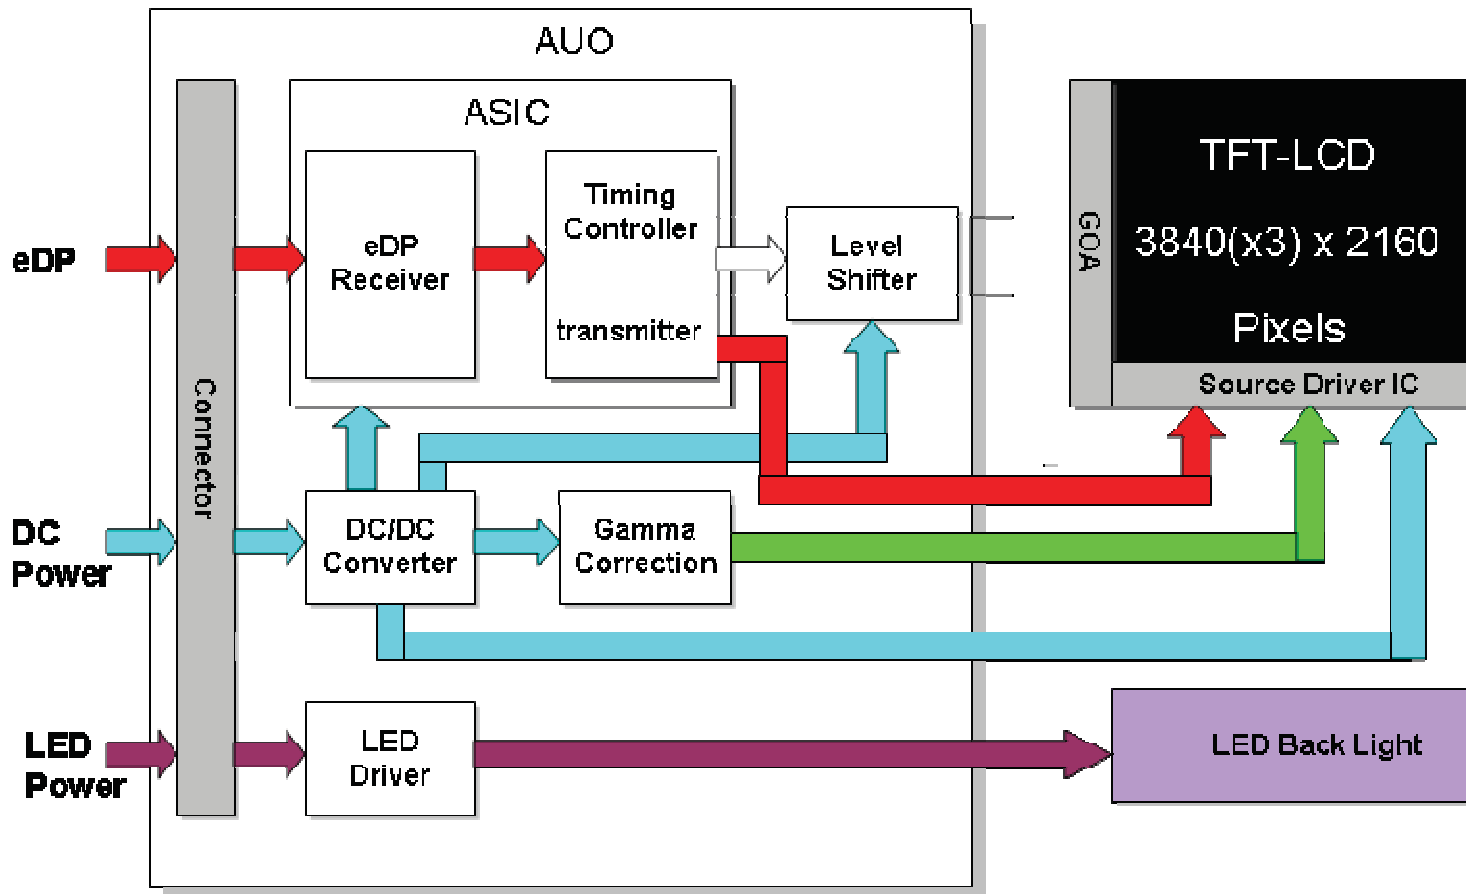 AUO
ASIC
eDP
Connector
eDP
Receiver
Timing
Controller
transmitter
Level
Shifter
GOA
TFT-LCD
3840(x3) x 2160
Pixels
Source Driver IC
DC
Power
DC/DC
Converter
Gamma
Correction
LED
Power
LED
Driver
LED Back Light